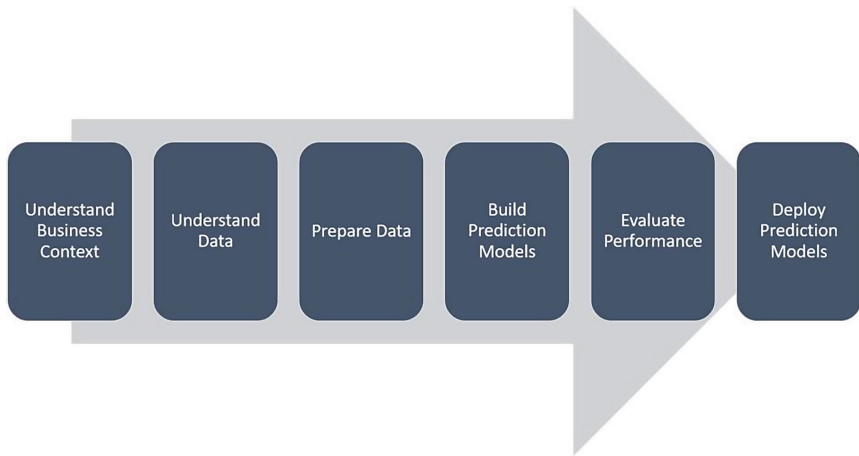 Understand
Business
Context
Understand
Data
Prepare Data
Build
Prediction
Models
Evaluate
Performance
Deploy
Prediction
Models